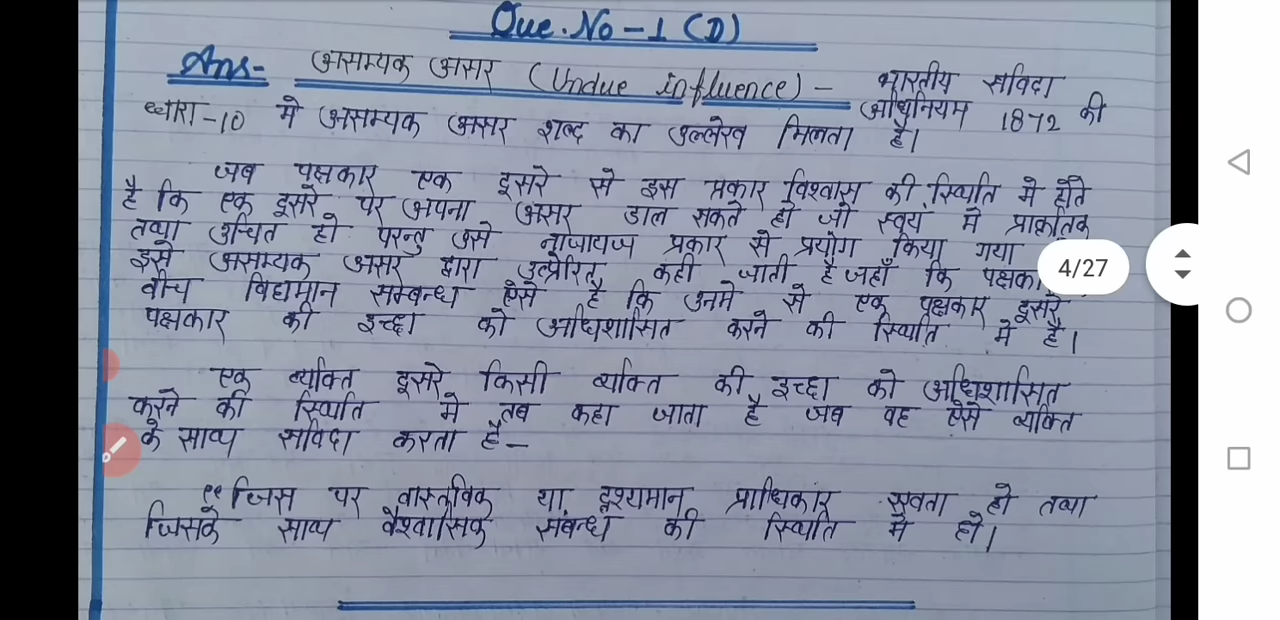 Que. No - 1 (D)
Ans - असम्यक असर (Undue influence) - भारतीय सविदा अधिनियम 1872 की
धारा -10 मे असम्यक असर शब्द का उल्लेख मिलता है।
जब पक्षकार एक दूसरे से इस प्रकार विश्वास की स्थिति मे होते
है कि एक दूसरे पर अपना असर डाल सकते हो जो स्वयं मे प्राकृतिक
तथा उचित हो परन्तु उसे नाजायज प्रकार से प्रयोग किया गया
इसे असम्यक असर द्वारा उत्प्रेरित कही जाती है जहाँ कि पक्षका
बीच विद्यमान सम्बन्ध ऐसे है कि उनमे से एक पक्षकार दूसरे
पक्षकार की इच्छा को अधिशासित करने की स्थिति मे है।
एक व्यक्ति दूसरे किसी व्यक्ति की इच्छा को अधिशासित
करने की स्थिति मे तब कहा जाता है जब वह ऐसे व्यक्ति
के साथ सविदा करता है -
"जिस पर वास्तविक या दृश्यमान प्राधिकार रखता हो तथा
जिसके साथ वैश्वासिक संबन्ध की स्थिति मे हो।
4/27